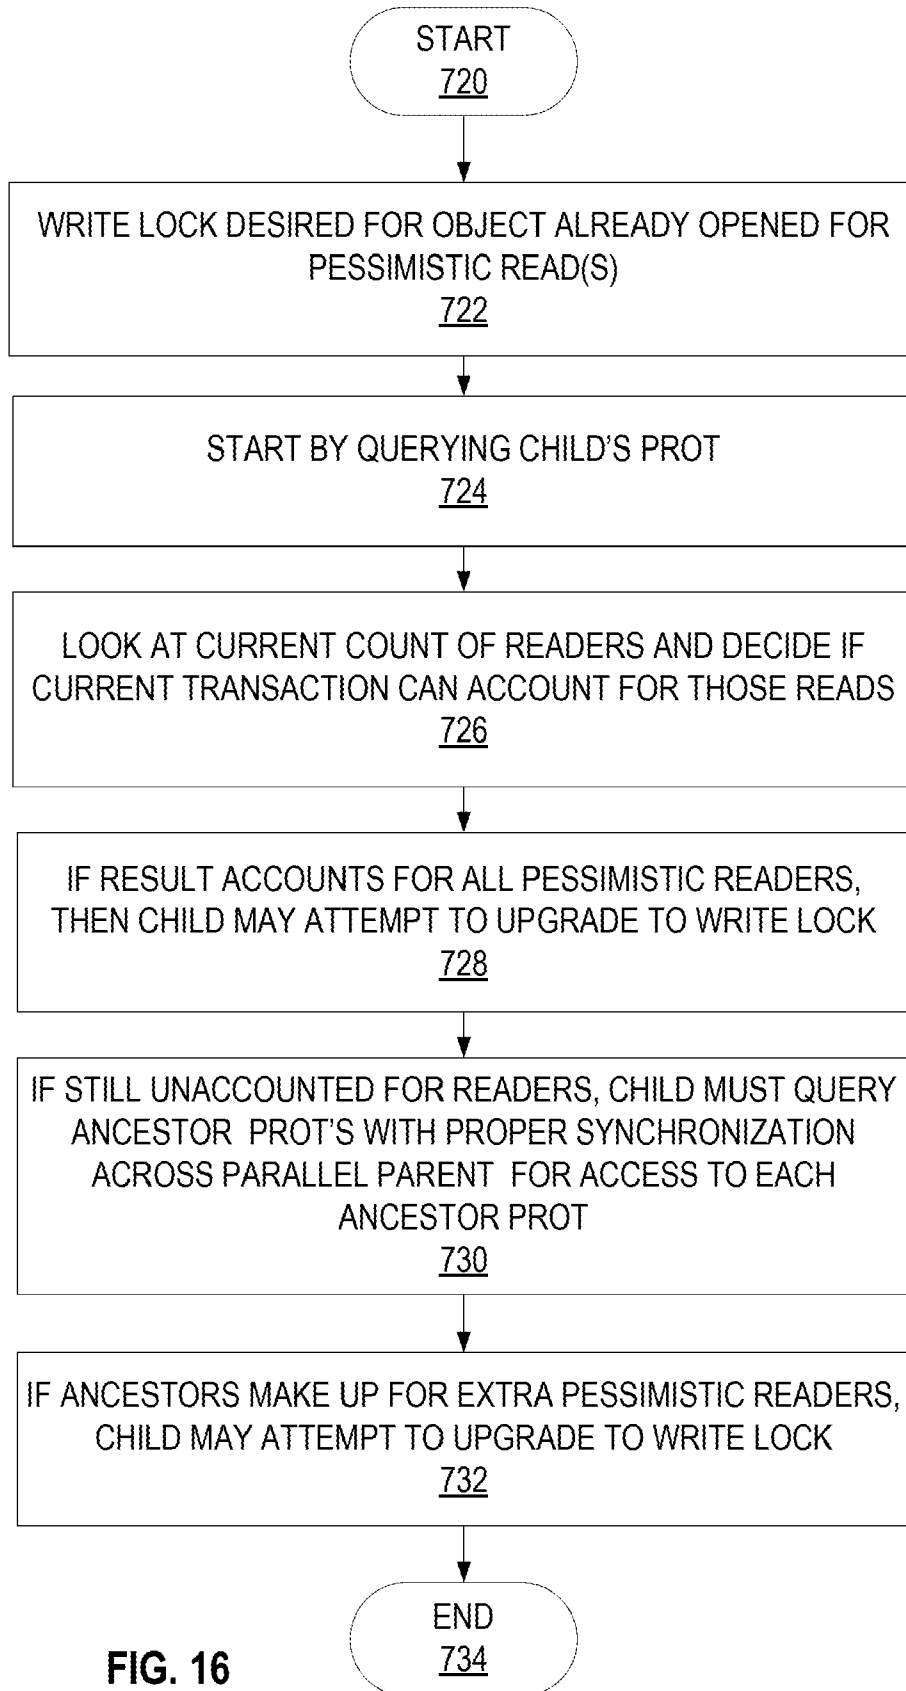 START
720
WRITE LOCK DESIRED FOR OBJECT ALREADY OPENED FOR
PESSIMISTIC READ(S)
722
START BY QUERYING CHILD'S PROT
724
LOOK AT CURRENT COUNT OF READERS AND DECIDE IF
CURRENT TRANSACTION CAN ACCOUNT FOR THOSE READS
726
IF RESULT ACCOUNTS FOR ALL PESSIMISTIC READERS,
THEN CHILD MAY ATTEMPT TO UPGRADE TO WRITE LOCK
728
IF STILL UNACCOUNTED FOR READERS, CHILD MUST QUERY
ANCESTOR PROT'S WITH PROPER SYNCHRONIZATION
ACROSS PARALLEL PARENT FOR ACCESS TO EACH
ANCESTOR PROT
730
IF ANCESTORS MAKE UP FOR EXTRA PESSIMISTIC READERS,
CHILD MAY ATTEMPT TO UPGRADE TO WRITE LOCK
732
END
734
FIG. 16